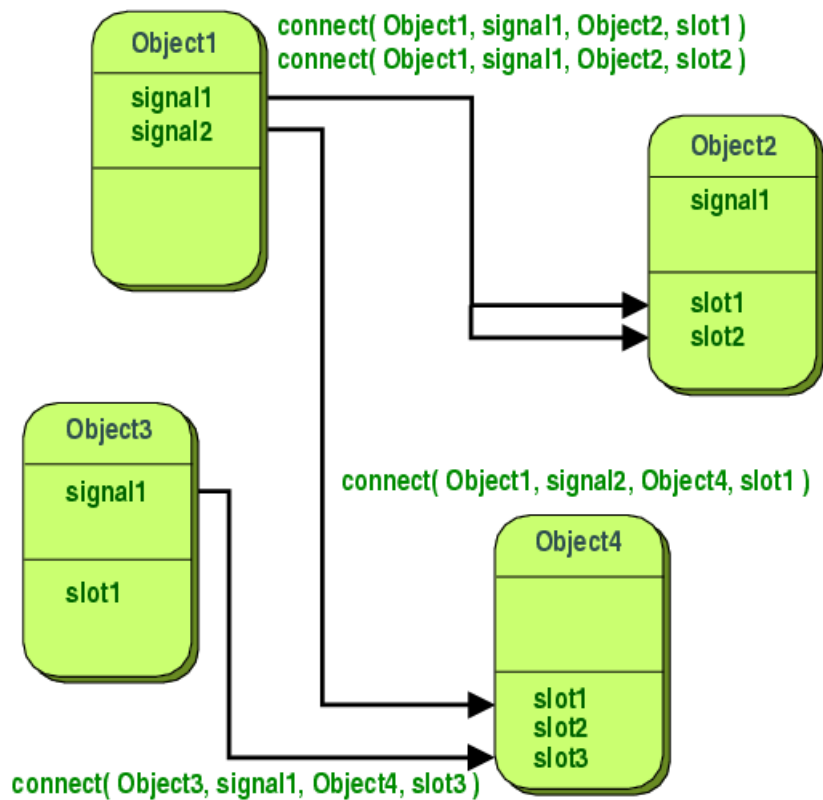 Object1
connect( Object1, signal1, Object2, slot1 )
connect( Object1, signal1, Object2, slot2 )
signal1
signal2
Object2
signal1
slot1
slot2
Object3
signal1
slot1
connect( Object1, signal2, Object4, slot1 )
Object4
slot1
slot2
slot3
connect( Object3, signal1, Object4, slot3 )